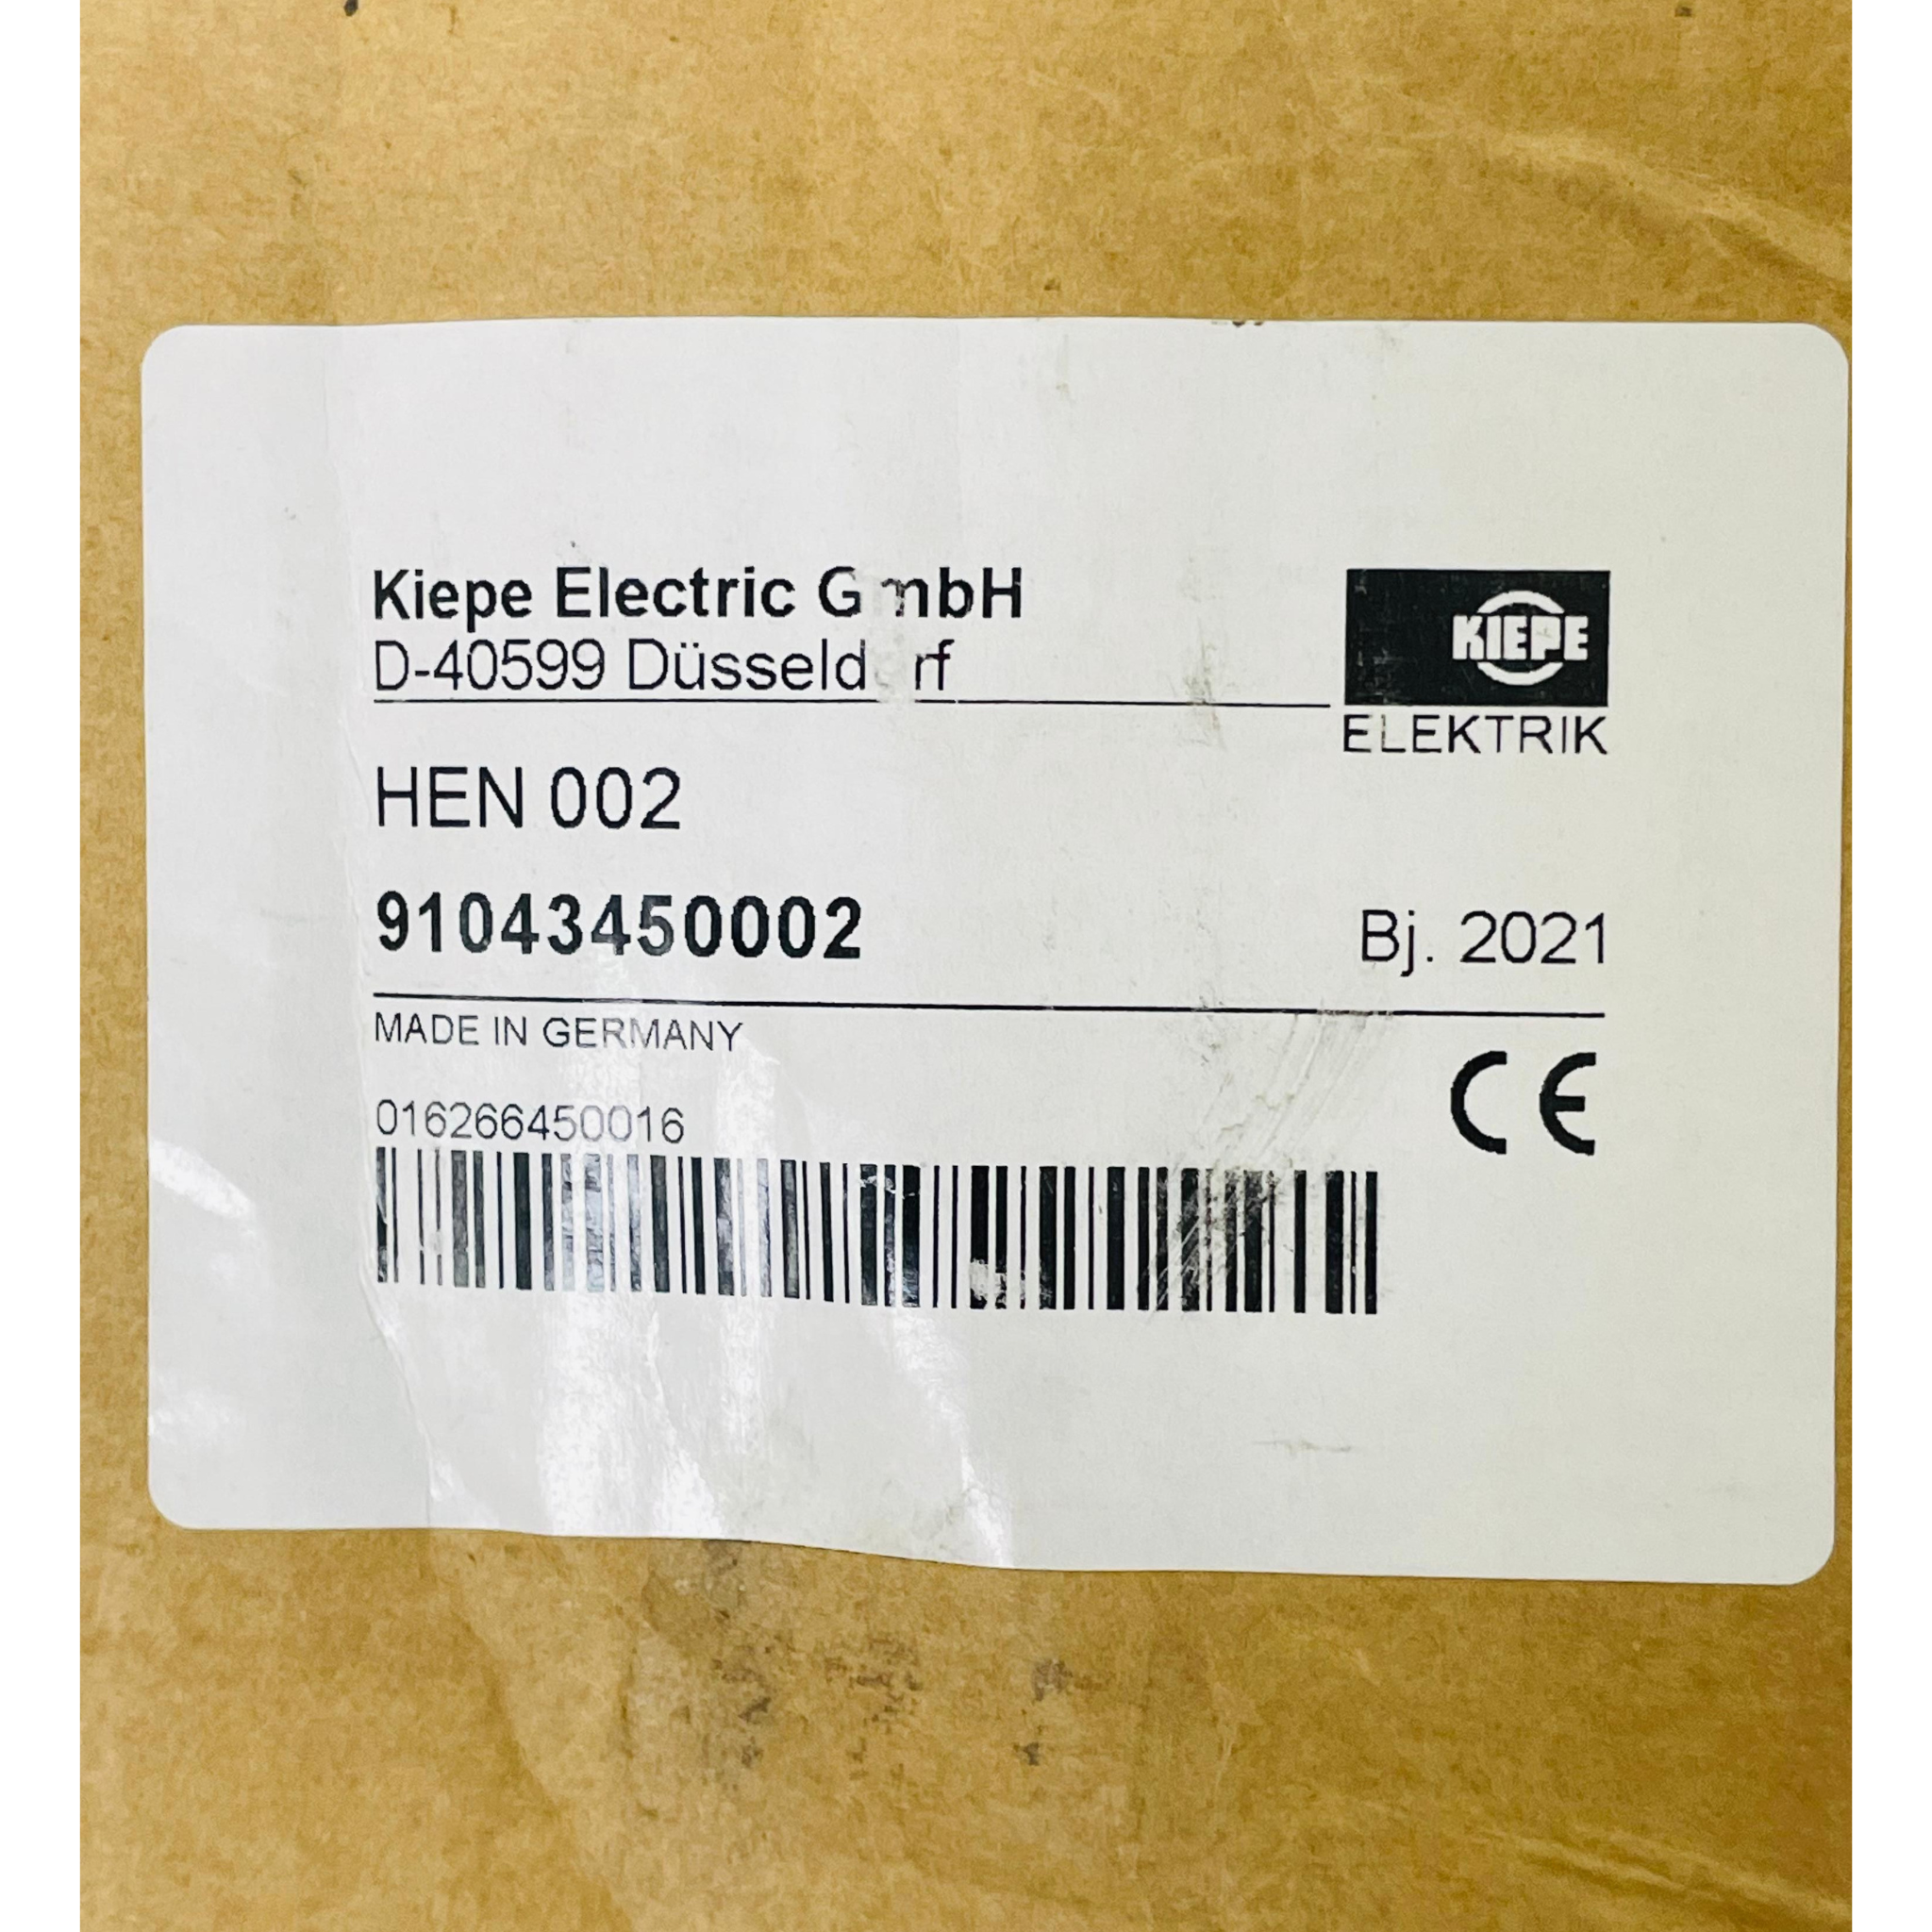 Kiepe Electric GmbH
D-40599 Düsseldorf
KIEPE
ELEKTRIK
HEN 002
91043450002
Bj. 2021
MADE IN GERMANY
CE
016266450016